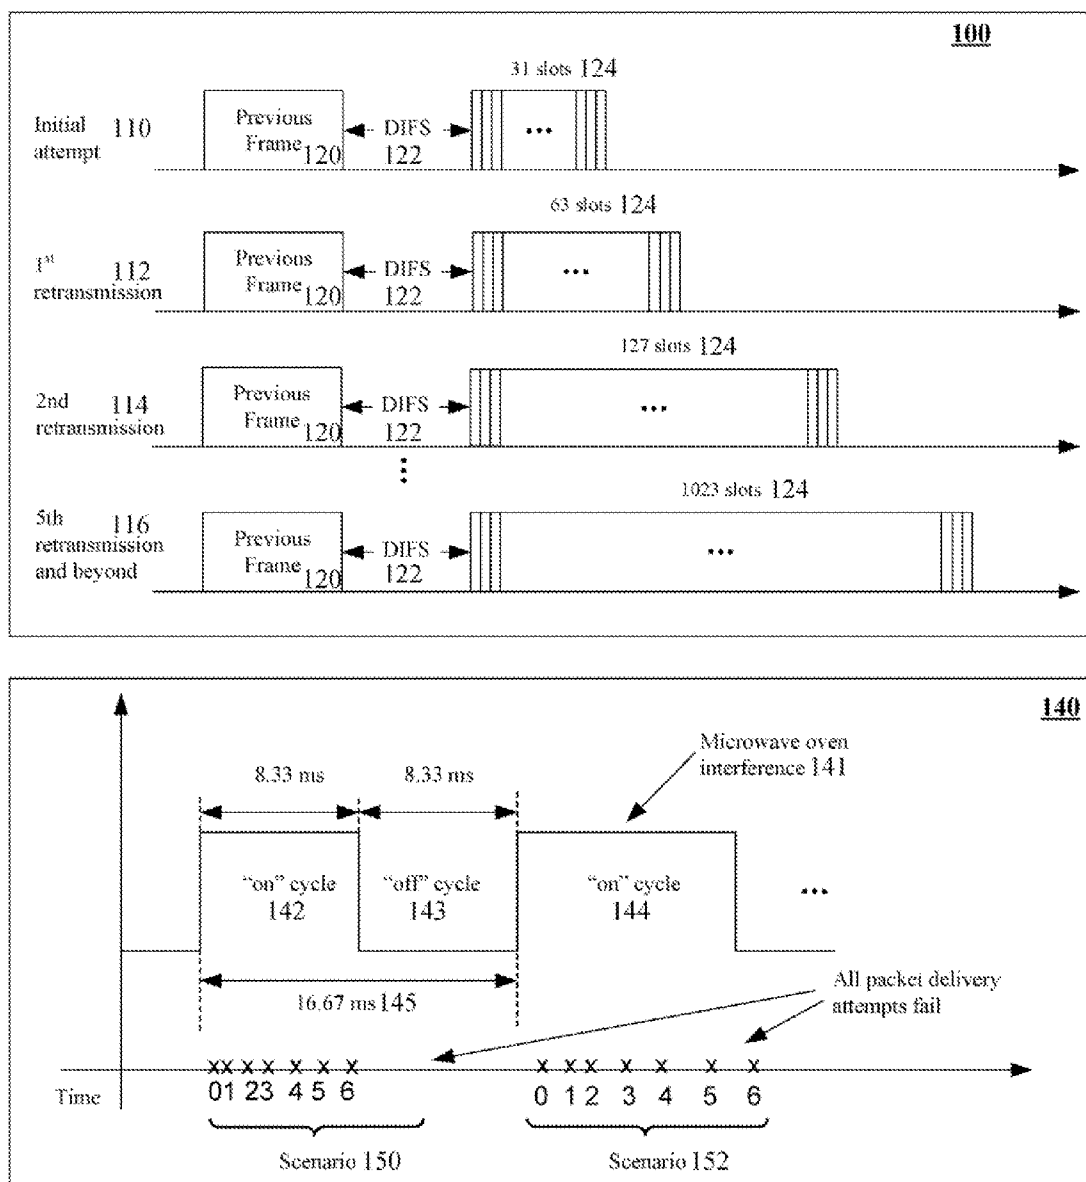 100
31 slots 124
Initial 110
attempt
Previous
Frame 120
DIFS
122
...
63 slots 124
1st 112
retransmission
Previous
Frame 120
DIFS
122
...
127 slots 124
2nd 114
retransmission
Previous
Frame 120
DIFS
122
...
1023 slots 124
5th 116
retransmission
and beyond
Previous
Frame 120
DIFS
122
...
140
Microwave oven
interference 141
8.33 ms
8.33 ms
"on" cycle
142
"off" cycle
143
"on" cycle
144
...
16.67 ms 145
All packet delivery
attempts fail
x x x x x x x
x x x x x x x
Time
0 1 2 3 4 5 6
0 1 2 3 4 5 6
Scenario 150
Scenario 152